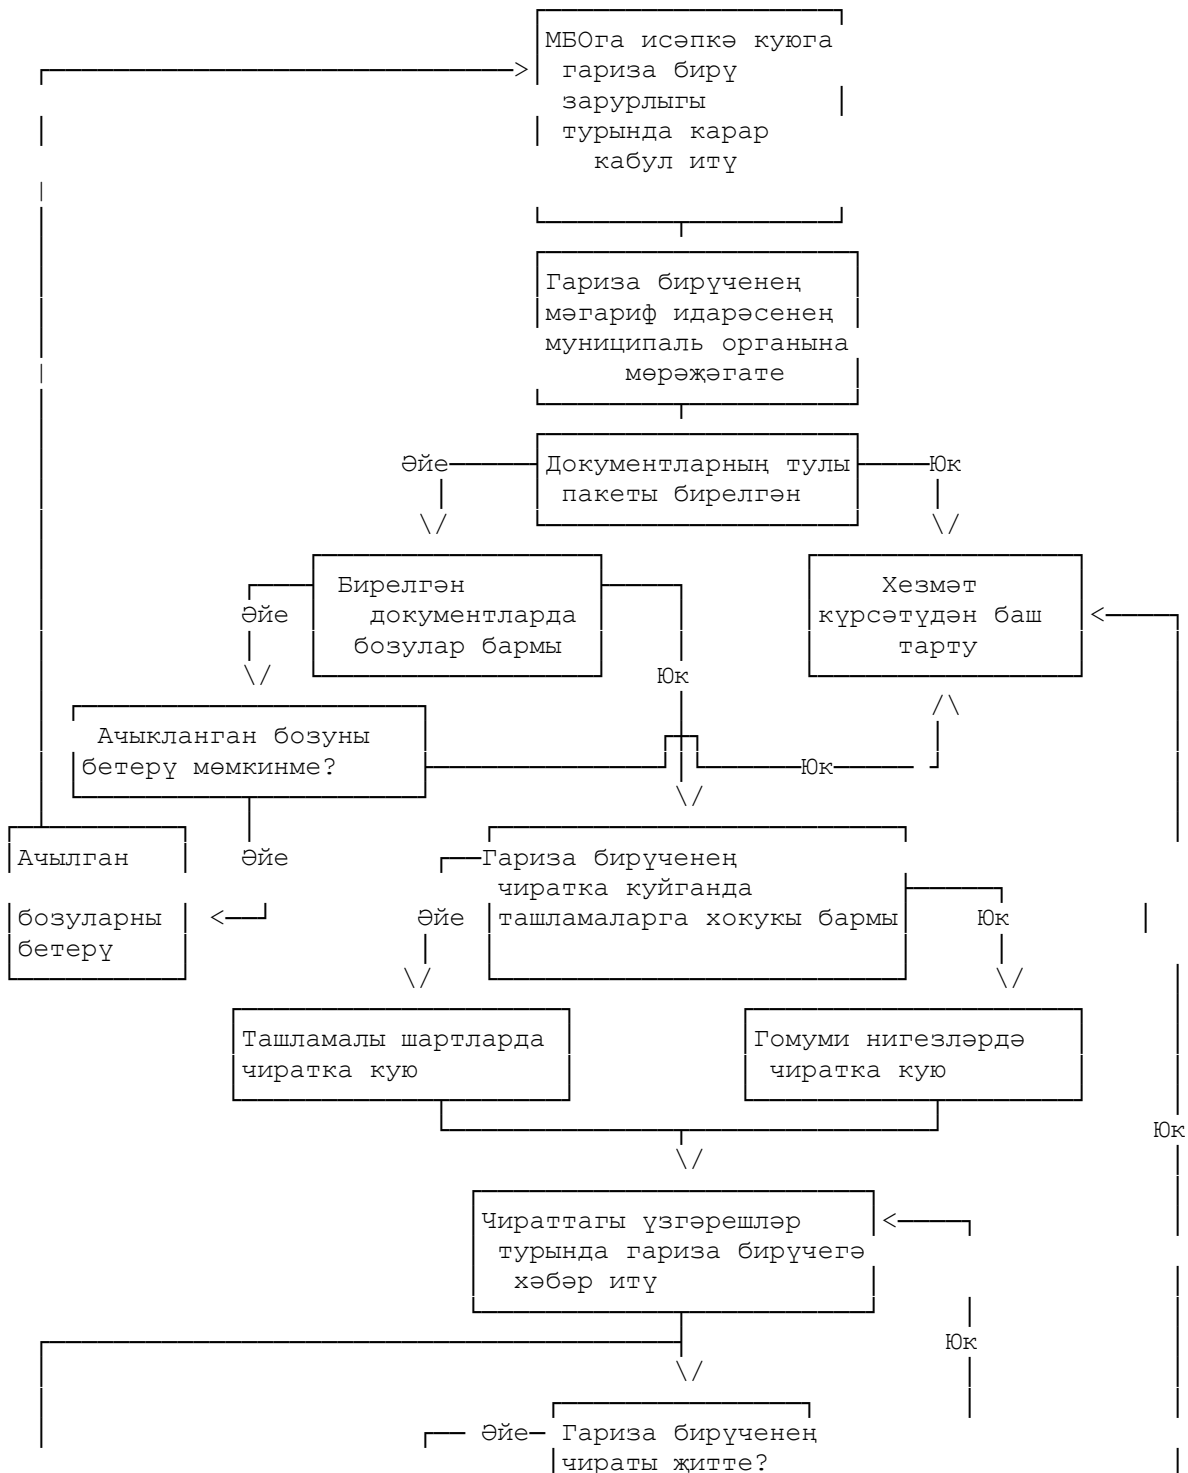 МБОга исәпкә куюга
гариза бирү
зарурлыгы
турында карар
кабул итү
Гариза бирүченең
мәгариф идарәсенең
муниципаль органына
мөрәҗәгате
Әйе
Документларның тулы
пакеты бирелгән
Юк
Бирелгән
документларда
бозулар бармы
Әйе
Юк
Хезмәт
күрсәтүдән баш
тарту
Ачыкланган бозуны
бетерү мөмкинме?
Юк
Әйе
Ачылган
бозуларны
бетерү
Гариза бирүченең
чиратка куйганда
ташламаларга хокукы бармы
Әйе
Юк
Ташламалы шартларда
чиратка кую
Гомуми нигезләрдә
чиратка кую
Юк
Чираттагы үзгәрешләр
турында гариза бирүчегә
хәбәр итү
Юк
Әйе
Гариза бирүченең
чираты җитте?